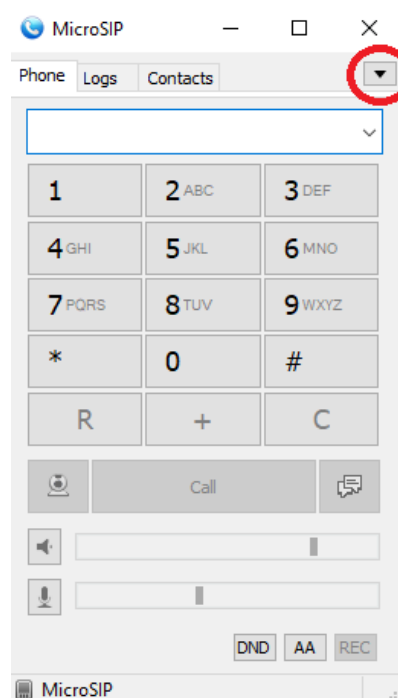 MicroSIP
Phone Logs Contacts
1 2 ABC 3 DEF
4 GHI 5 JKL 6 MNO
7 PQRS 8 TUV 9 WXYZ
* 0 #
R + C
Call
DND AA REC
MicroSIP